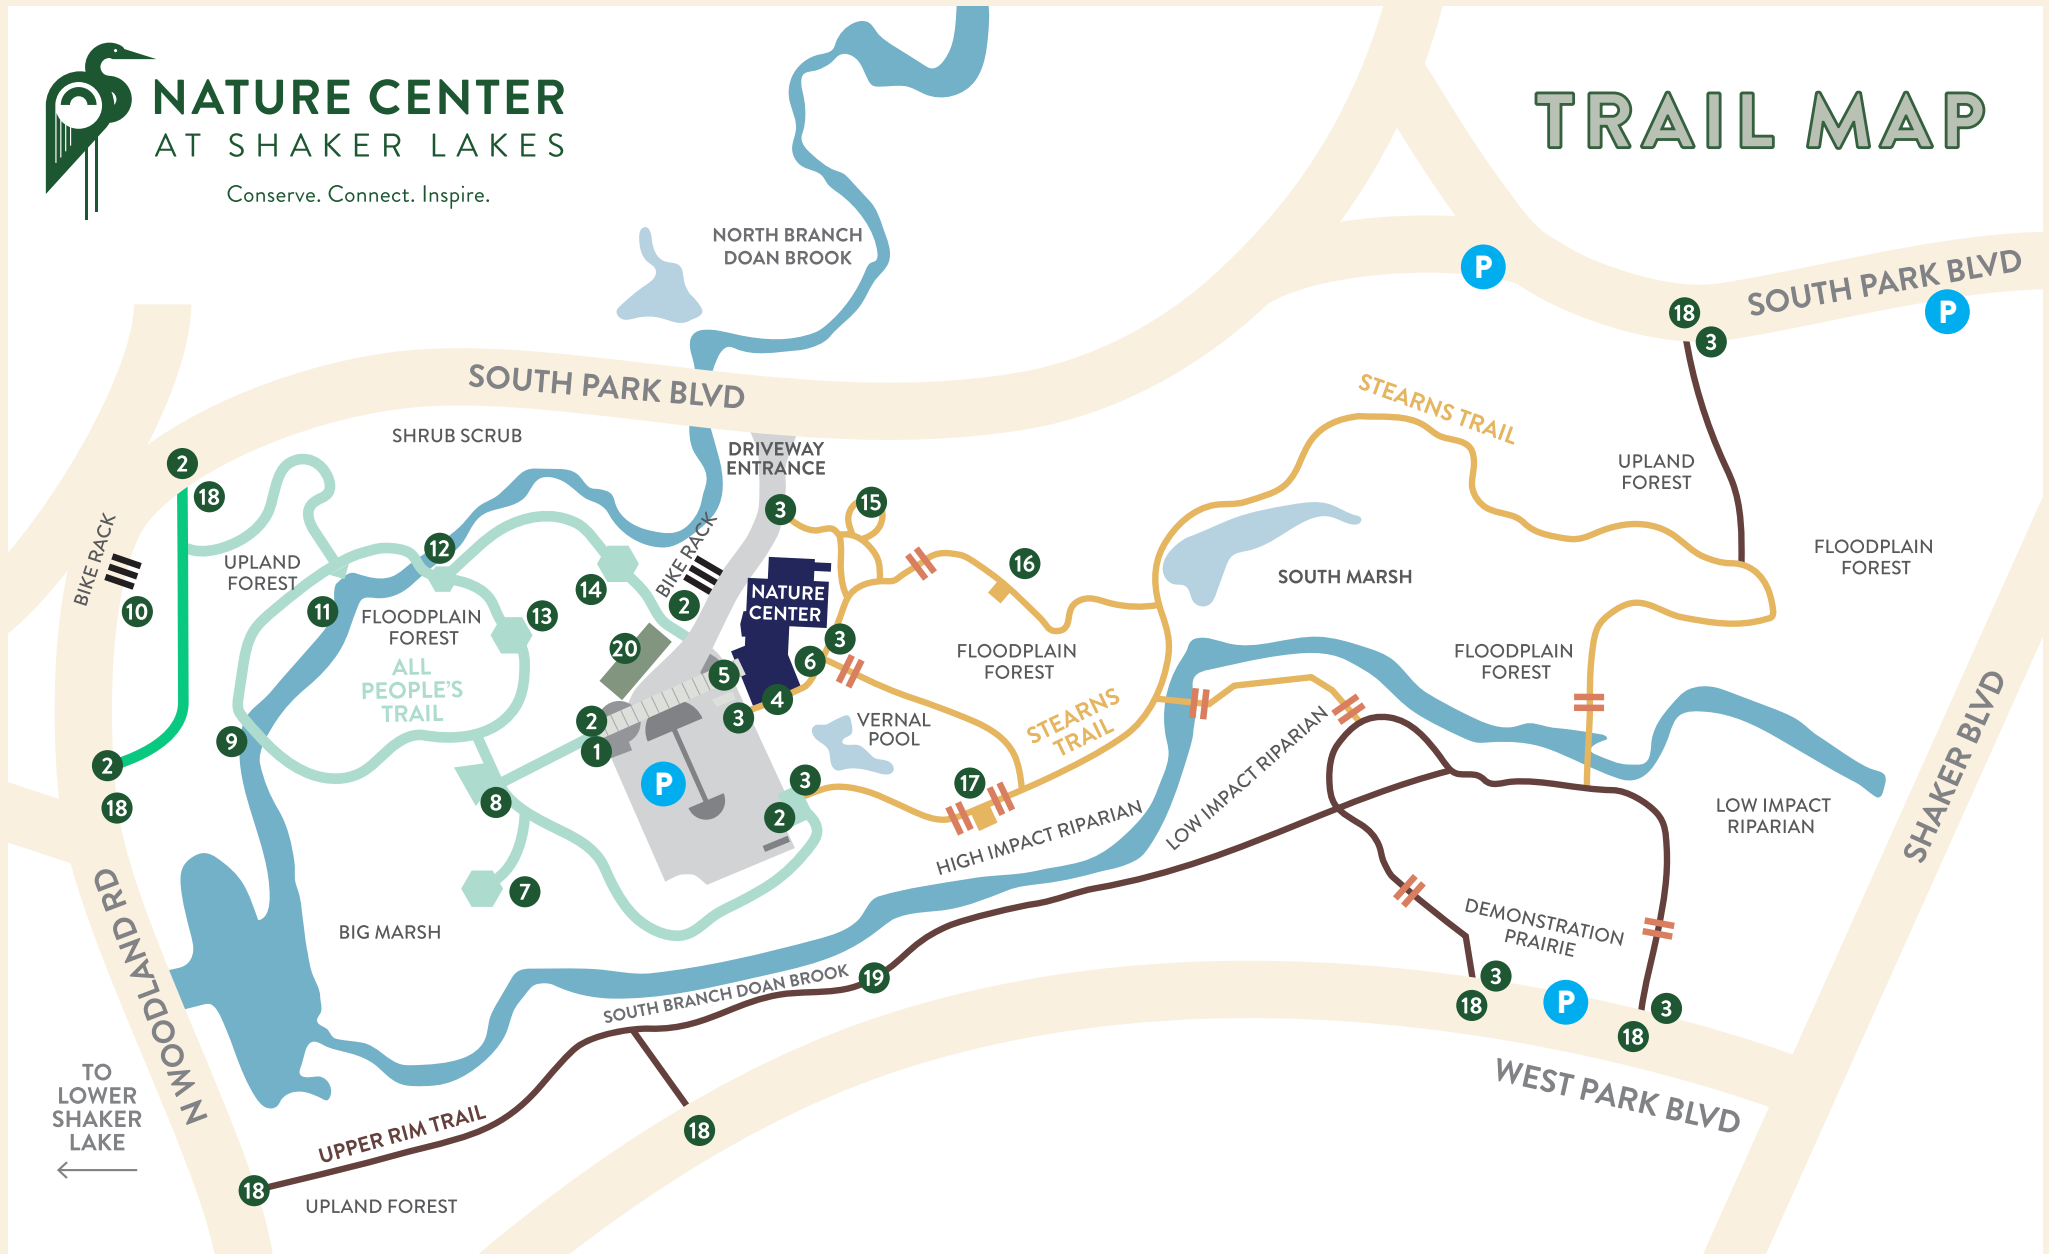 NATURE CENTER
AT SHAKER LAKES
Conserve. Connect. Inspire.
TRAIL MAP
NORTH BRANCH
DOAN BROOK
P
SOUTH PARK BLVD
P
18
3
SOUTH PARK BLVD
STEARNS TRAIL
SHRUB SCRUB
DRIVEWAY
ENTRANCE
2
18
UPLAND
FOREST
3
15
BIKE RACK
BIKE RACK
12
UPLAND
FOREST
FLOODPLAIN
FOREST
16
SOUTH MARSH
10
11
FLOODPLAIN
FOREST
13
14
2
NATURE
CENTER
20
3
6
5
4
3
FLOODPLAIN
FOREST
FLOODPLAIN
FOREST
ALL
PEOPLE'S
TRAIL
STEARNS
TRAIL
VERNAL
POOL
9
2
1
2
18
P
3
2
17
8
HIGH IMPACT RIPARIAN
LOW IMPACT RIPARIAN
LOW IMPACT
RIPARIAN
SHAKER BLVD
7
N WOODLAND RD
BIG MARSH
DEMONSTRATION
PRAIRIE
SOUTH BRANCH DOAN BROOK
19
3
18
P
3
18
WEST PARK BLVD
TO
LOWER
SHAKER
LAKE
UPPER RIM TRAIL
18
18
UPLAND FOREST